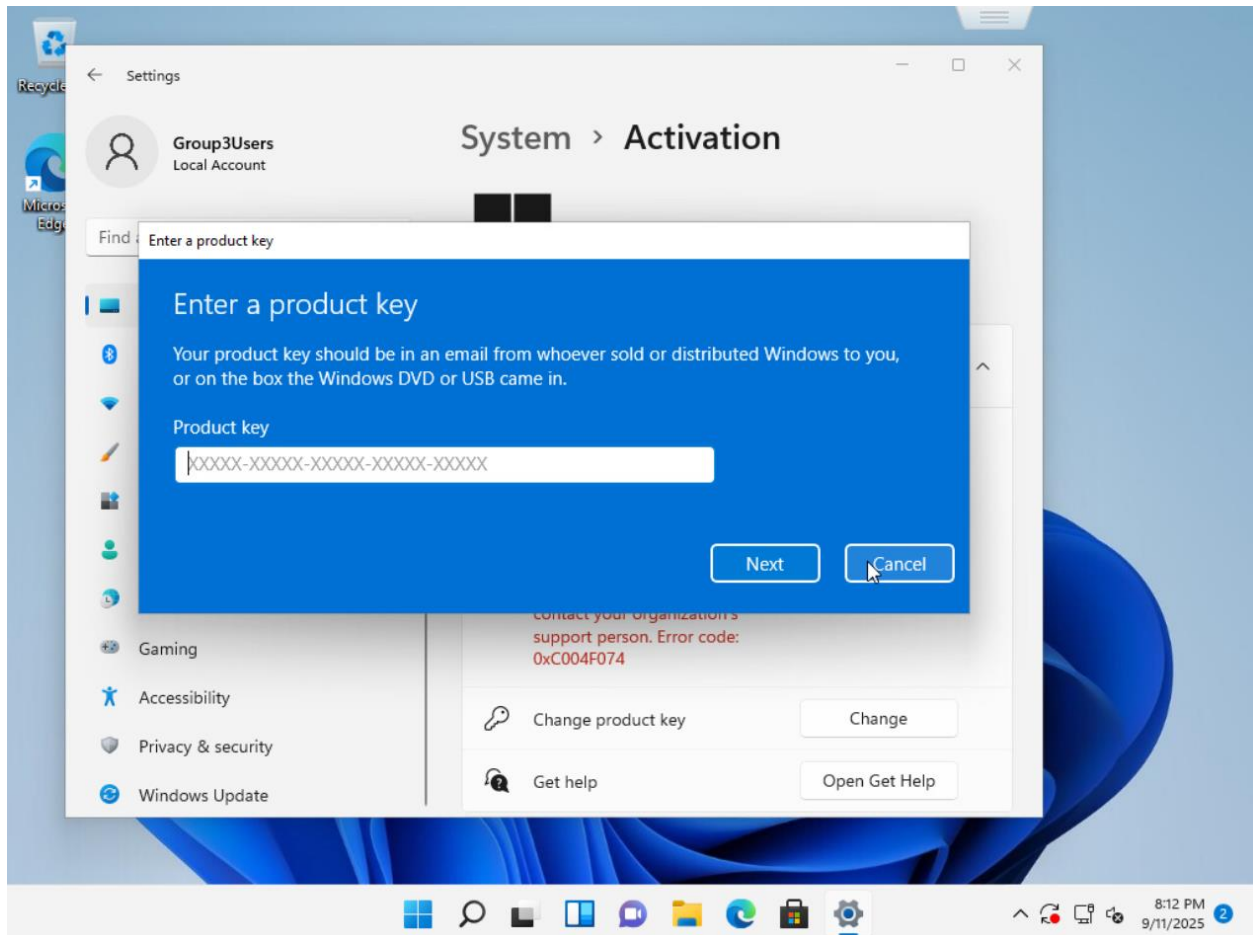 Settings
Group3Users
Local Account
System > Activation
Find
Enter a product key
Enter a product key
Your product key should be in an email from whoever sold or distributed Windows to you,
or on the box the Windows DVD or USB came in.
Product key
XXXXX-XXXXX-XXXXX-XXXXX-XXXXX
Next
Cancel
contact your organization's
support person. Error code:
0xC004F074
Gaming
Accessibility
Privacy & security
Windows Update
Change product key
Change
Get help
Open Get Help
8:12 PM
9/11/2025
2